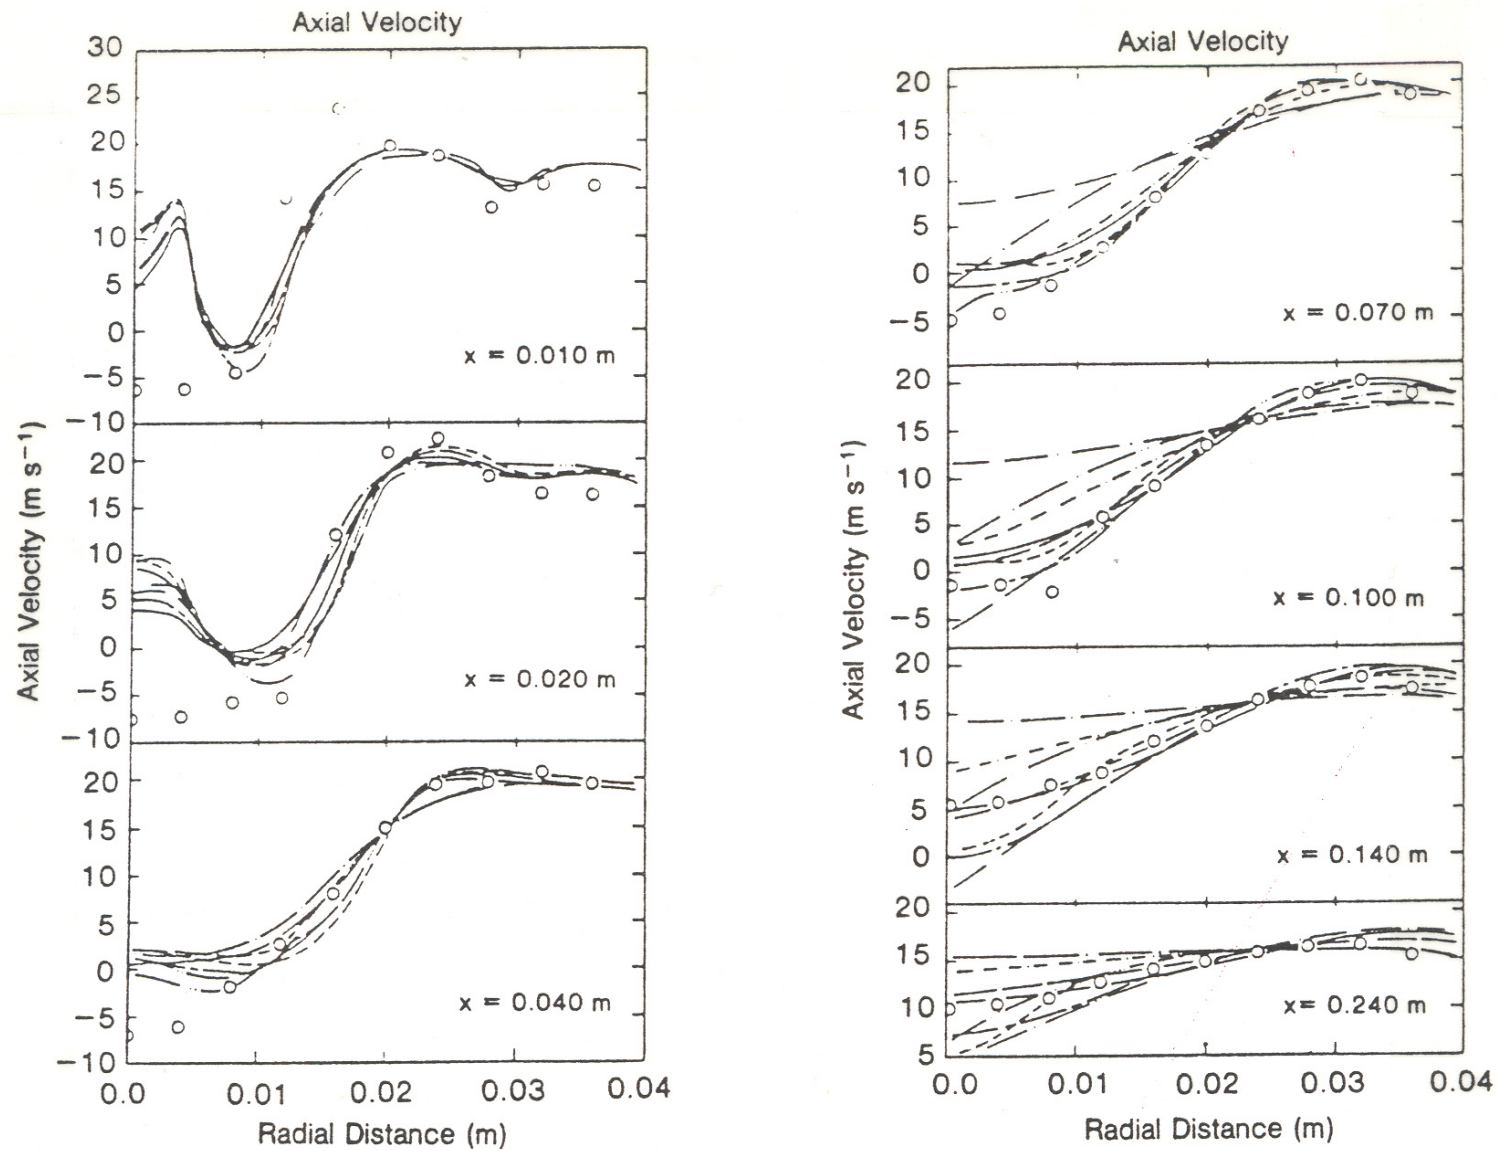 Axial Velocity
30
25
20
15
10
5
0
−5
−10
x = 0.010 m
20
15
10
5
0
−5
−10
x = 0.020 m
20
15
10
5
0
−5
−10
x = 0.040 m
0.0 0.01 0.02 0.03 0.04
Radial Distance (m)
Axial Velocity (m s⁻¹)
Axial Velocity
20
15
10
5
0
−5
x = 0.070 m
20
15
10
5
0
−5
x = 0.100 m
20
15
10
5
0
x = 0.140 m
20
15
10
5
x= 0.240 m
0.0 0.01 0.02 0.03 0.04
Radial Distance (m)
Axial Velocity (m s⁻¹)